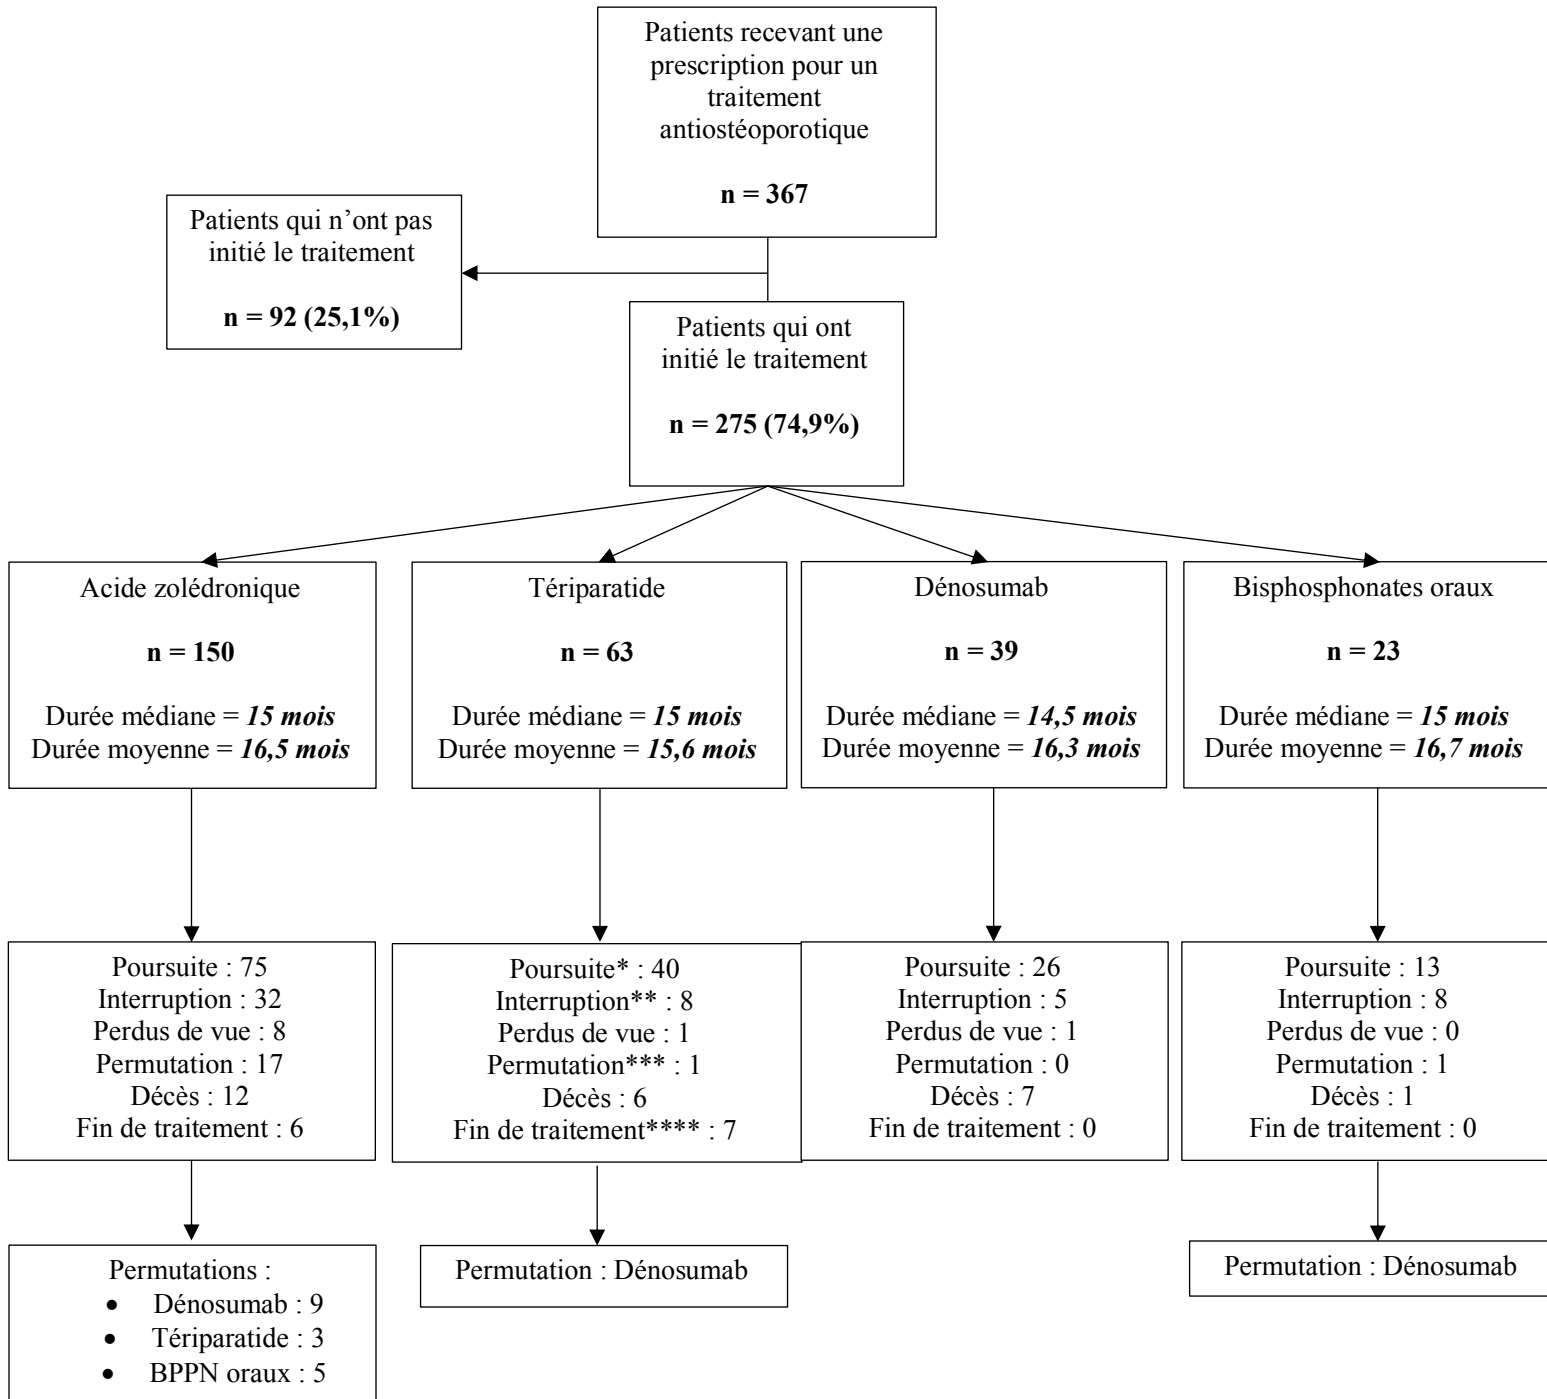 Patients recevant une
prescription pour un
traitement
antiostéoporotique
n = 367
Patients qui n’ont pas
initié le traitement
n = 92 (25,1%)
Patients qui ont
initié le traitement
n = 275 (74,9%)
Acide zolédronique
n = 150
Durée médiane = 15 mois
Durée moyenne = 16,5 mois
Tériparatide
n = 63
Durée médiane = 15 mois
Durée moyenne = 15,6 mois
Dénosumab
n = 39
Durée médiane = 14,5 mois
Durée moyenne = 16,3 mois
Bisphosphonates oraux
n = 23
Durée médiane = 15 mois
Durée moyenne = 16,7 mois
Poursuite : 75
Interruption : 32
Perdus de vue : 8
Permutation : 17
Décès : 12
Fin de traitement : 6
Poursuite* : 40
Interruption** : 8
Perdus de vue : 1
Permutation*** : 1
Décès : 6
Fin de traitement**** : 7
Poursuite : 26
Interruption : 5
Perdus de vue : 1
Permutation : 0
Décès : 7
Fin de traitement : 0
Poursuite : 13
Interruption : 8
Perdus de vue : 0
Permutation : 1
Décès : 1
Fin de traitement : 0
Permutations :
• Dénosumab : 9
• Tériparatide : 3
• BPPN oraux : 5
Permutation : Dénosumab
Permutation : Dénosumab